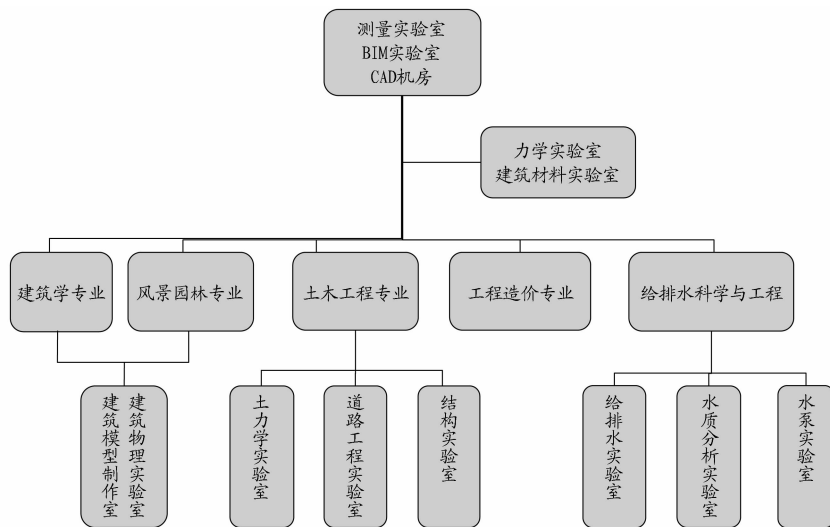 测量实验室
BIM实验室
CAD机房
力学实验室
建筑材料实验室
建筑学专业
风景园林专业
土木工程专业
工程造价专业
给排水科学与工程
建筑物理实验室
建筑模型制作室
土力学实验室
道路工程实验室
结构实验室
给排水实验室
水质分析实验室
水泵实验室